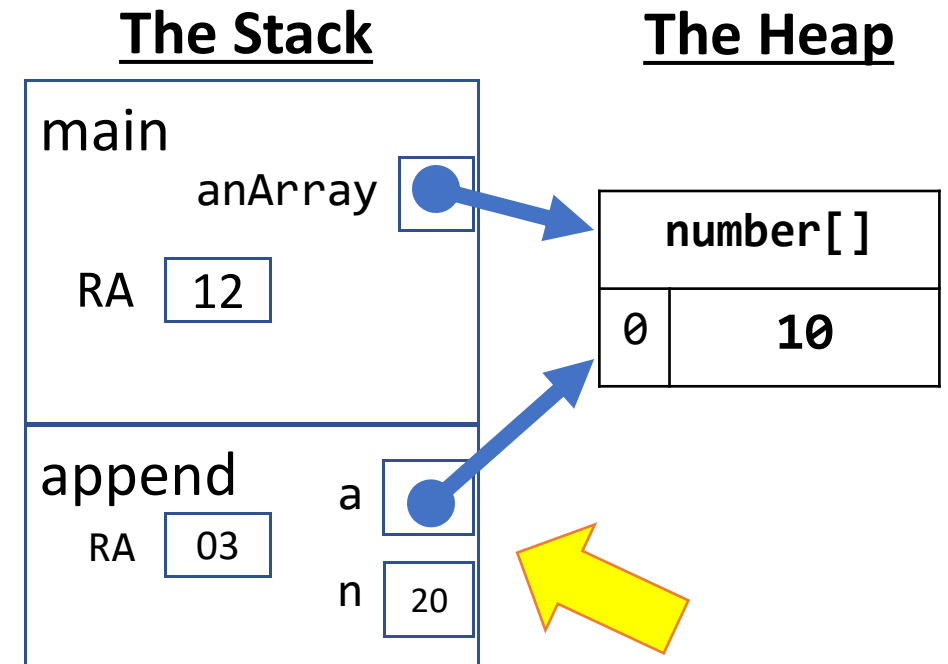 The Stack
The Heap
main
anArray
RA 12
number[]
0 10
append
a
RA 03
n 20